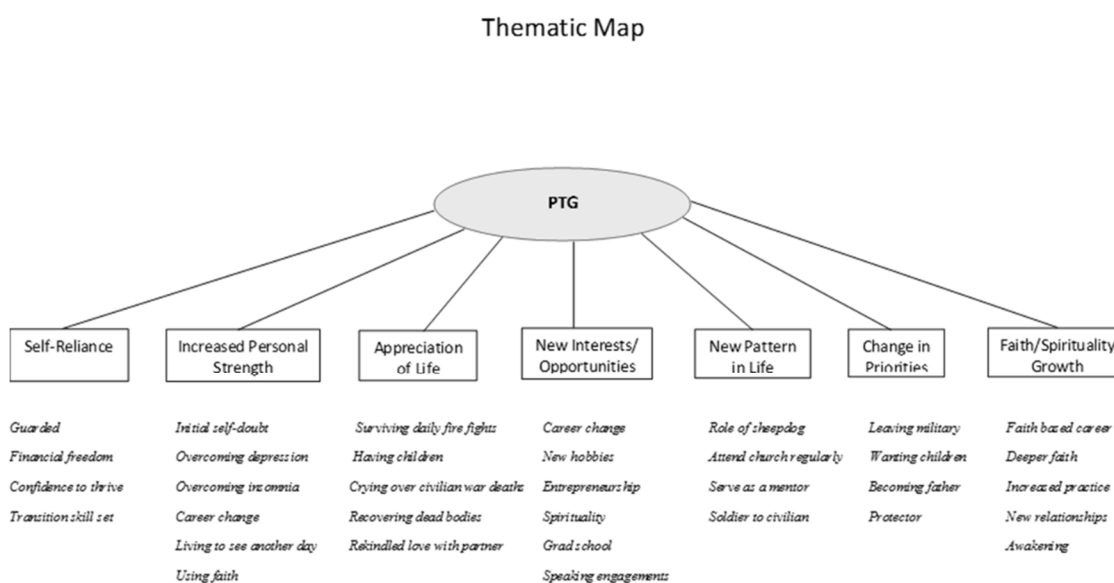 Thematic Map
PTG
Self-Reliance
Increased Personal
Strength
Appreciation
of Life
New Interests/
Opportunities
New Pattern
in Life
Change in
Priorities
Faith/Spirituality
Growth
Guarded
Financial freedom
Confidence to thrive
Transition skill set
Initial self-doubt
Overcoming depression
Overcoming insomnia
Career change
Living to see another day
Using faith
Surviving daily fire fights
Having children
Crying over civilian war deaths
Recovering dead bodies
Rekindled love with partner
Career change
New hobbies
Entrepreneurship
Spirituality
Grad school
Speaking engagements
Role of sheepdog
Attend church regularly
Serve as a mentor
Soldier to civilian
Leaving military
Wanting children
Becoming father
Protector
Faith based career
Deeper faith
Increased practice
New relationships
Awakening